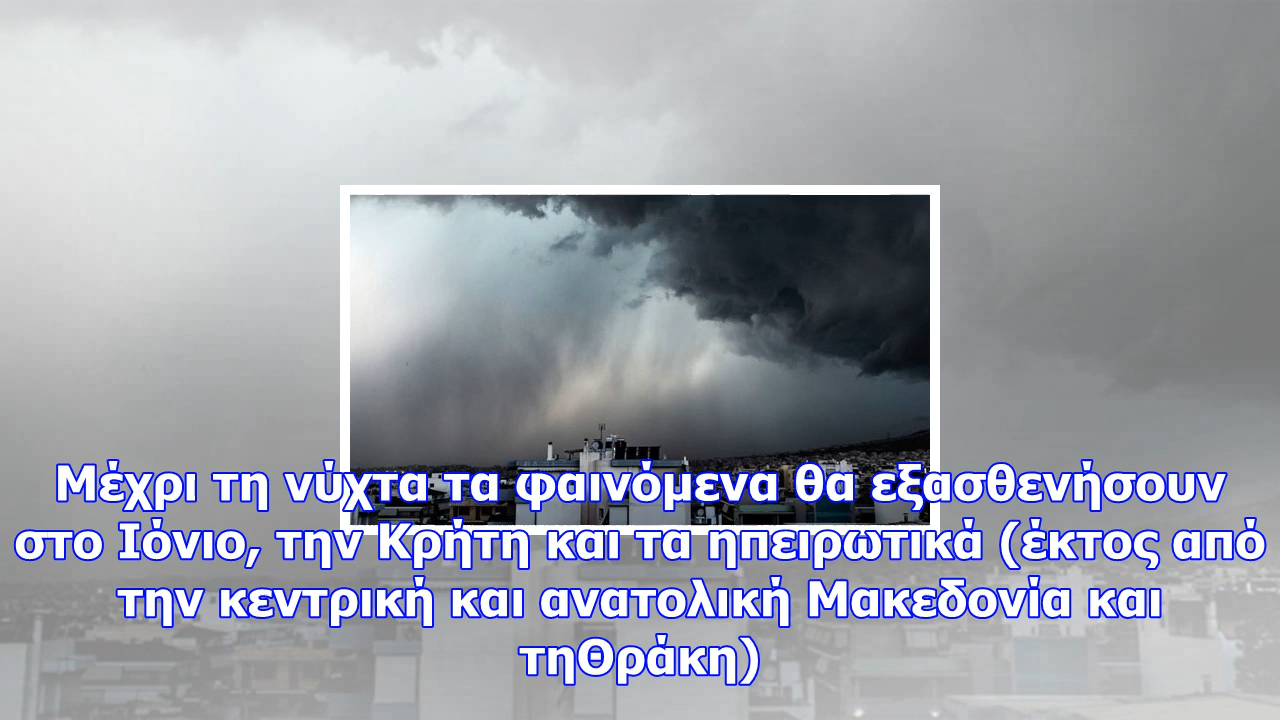 Μέχρι τη νύχτα τα φαινόμενα θα εξασθενήσουν
στο Ιόνιο, την Κρήτη και τα ηπειρωτικά (έκτος από
την κεντρική και ανατολική Μακεδονία και
τηΘράκη)